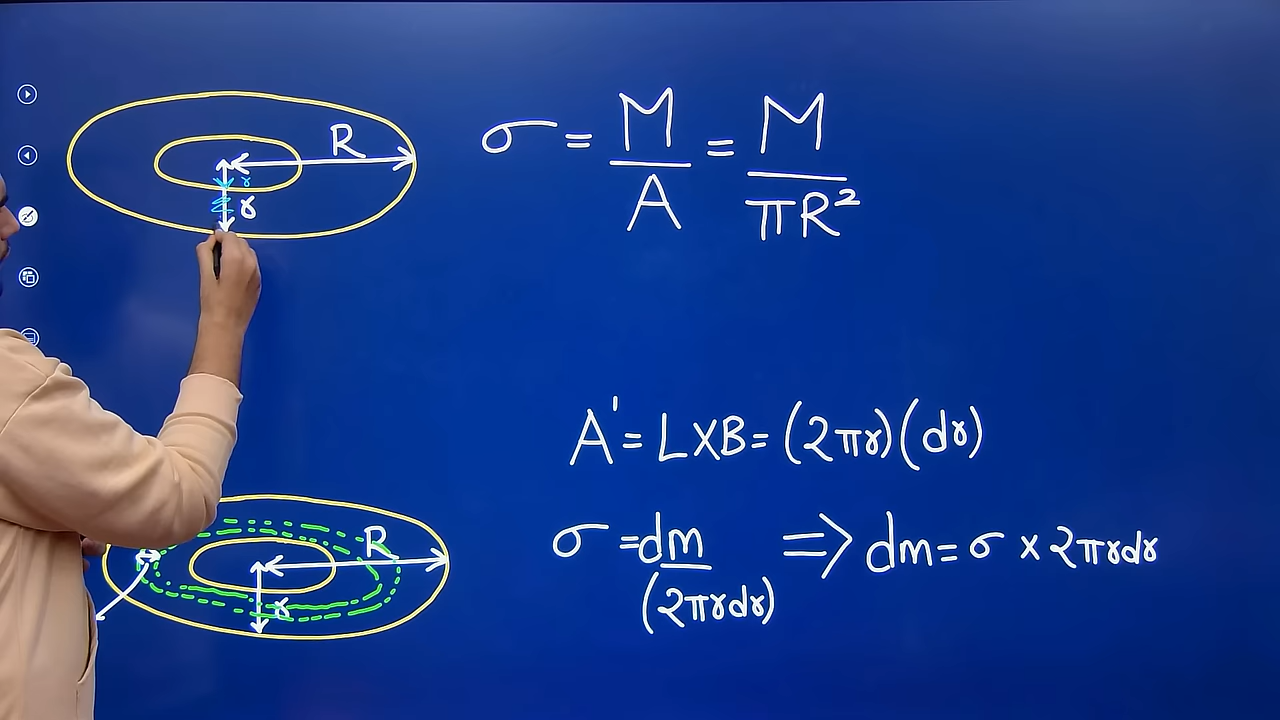 R
r
r
σ = M/A = M/πR²
A' = L×B = (2πr)(dr)
σ = dm/(2πrdr) ⇒ dm = σ × 2πrdr
R
r